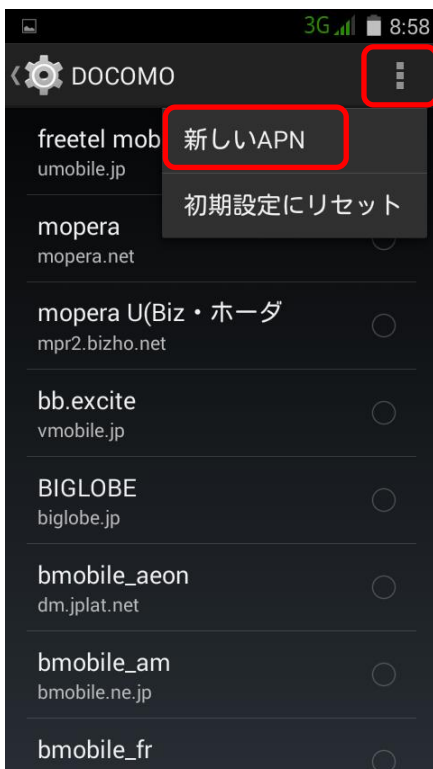 3G 8:58
DOCOMO
新しいAPN
初期設定にリセット
freetel mob
umobile.jp
mopera
mopera.net
mopera U(Biz・ホーダ
mpr2.bizho.net
bb.excite
vmobile.jp
BIGLOBE
biglobe.jp
bmobile_aeon
dm.jplat.net
bmobile_am
bmobile.ne.jp
bmobile_fr